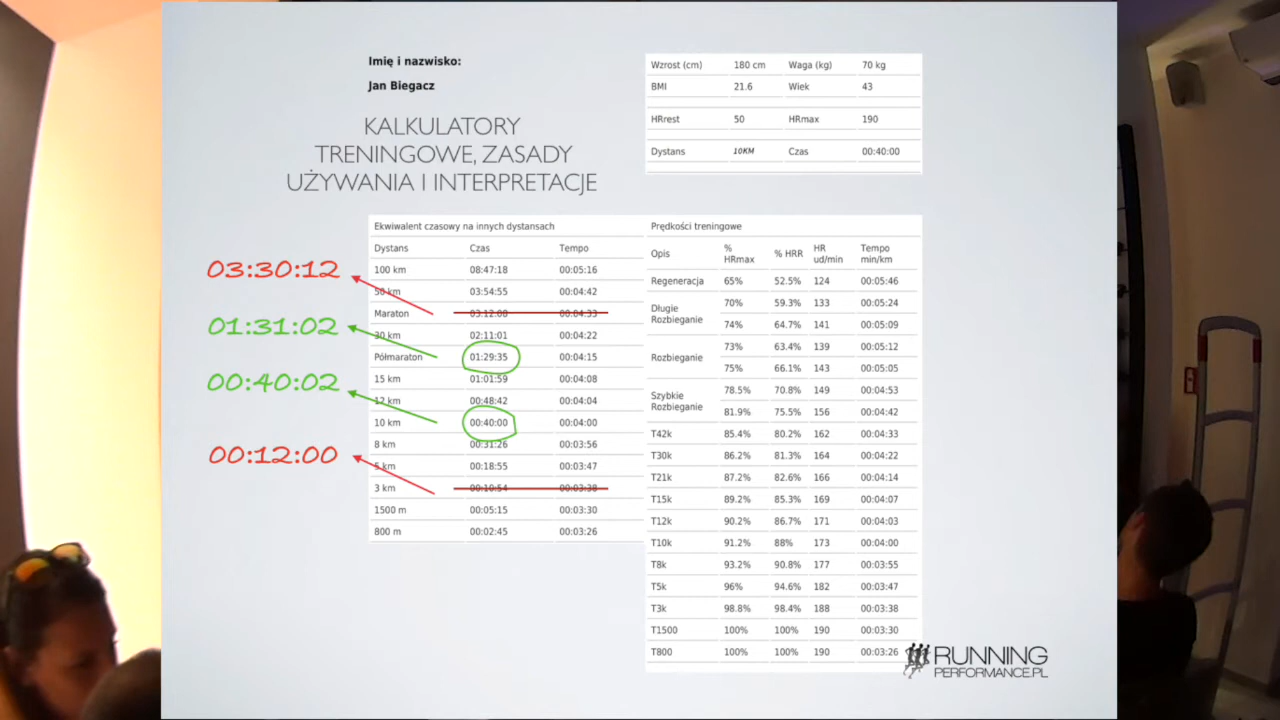 Imię i nazwisko:
Jan Biegacz
KALKULATORY
TRENINGOWE, ZASADY
UŻYWANIA I INTERPRETACJE
Wzrost (cm) 180 cm Waga (kg) 70 kg
BMI 21.6 Wiek 43
HRrest 50 HRmax 190
Dystans 10KM Czas 00:40:00
03:30:12
01:31:02
00:40:02
00:12:00
Ekwiwalent czasowy na innych dystansach
Dystans Czas Tempo
100 km 08:47:18 00:05:16
50 km 03:54:55 00:04:42
Maraton 03:12:08 00:04:33
30 km 02:11:01 00:04:22
Półmaraton 01:29:35 00:04:15
15 km 01:01:59 00:04:08
12 km 00:48:42 00:04:04
10 km 00:40:00 00:04:00
8 km 00:31:26 00:03:56
5 km 00:18:55 00:03:47
3 km 00:10:54 00:03:38
1500 m 00:05:15 00:03:30
800 m 00:02:45 00:03:26
Prędkości treningowe
Opis % HRmax % HRR HR ud/min Tempo min/km
Regeneracja 65% 52.5% 124 00:05:46
Długie Rozbieganie 70% 59.3% 133 00:05:24
74% 64.7% 141 00:05:09
Rozbieganie 73% 63.4% 139 00:05:12
75% 66.1% 143 00:05:05
Szybkie Rozbieganie 78.5% 70.8% 149 00:04:53
81.9% 75.5% 156 00:04:42
T42k 85.4% 80.2% 162 00:04:33
T30k 86.2% 81.3% 164 00:04:22
T21k 87.2% 82.6% 166 00:04:14
T15k 89.2% 85.3% 169 00:04:07
T12k 90.2% 86.7% 171 00:04:03
T10k 91.2% 88% 173 00:04:00
T8k 93.2% 90.8% 177 00:03:55
T5k 96% 94.6% 182 00:03:47
T3k 98.8% 98.4% 188 00:03:38
T1500 100% 100% 190 00:03:30
T800 100% 100% 190 00:03:26
RUNNING
PERFORMANCE.PL